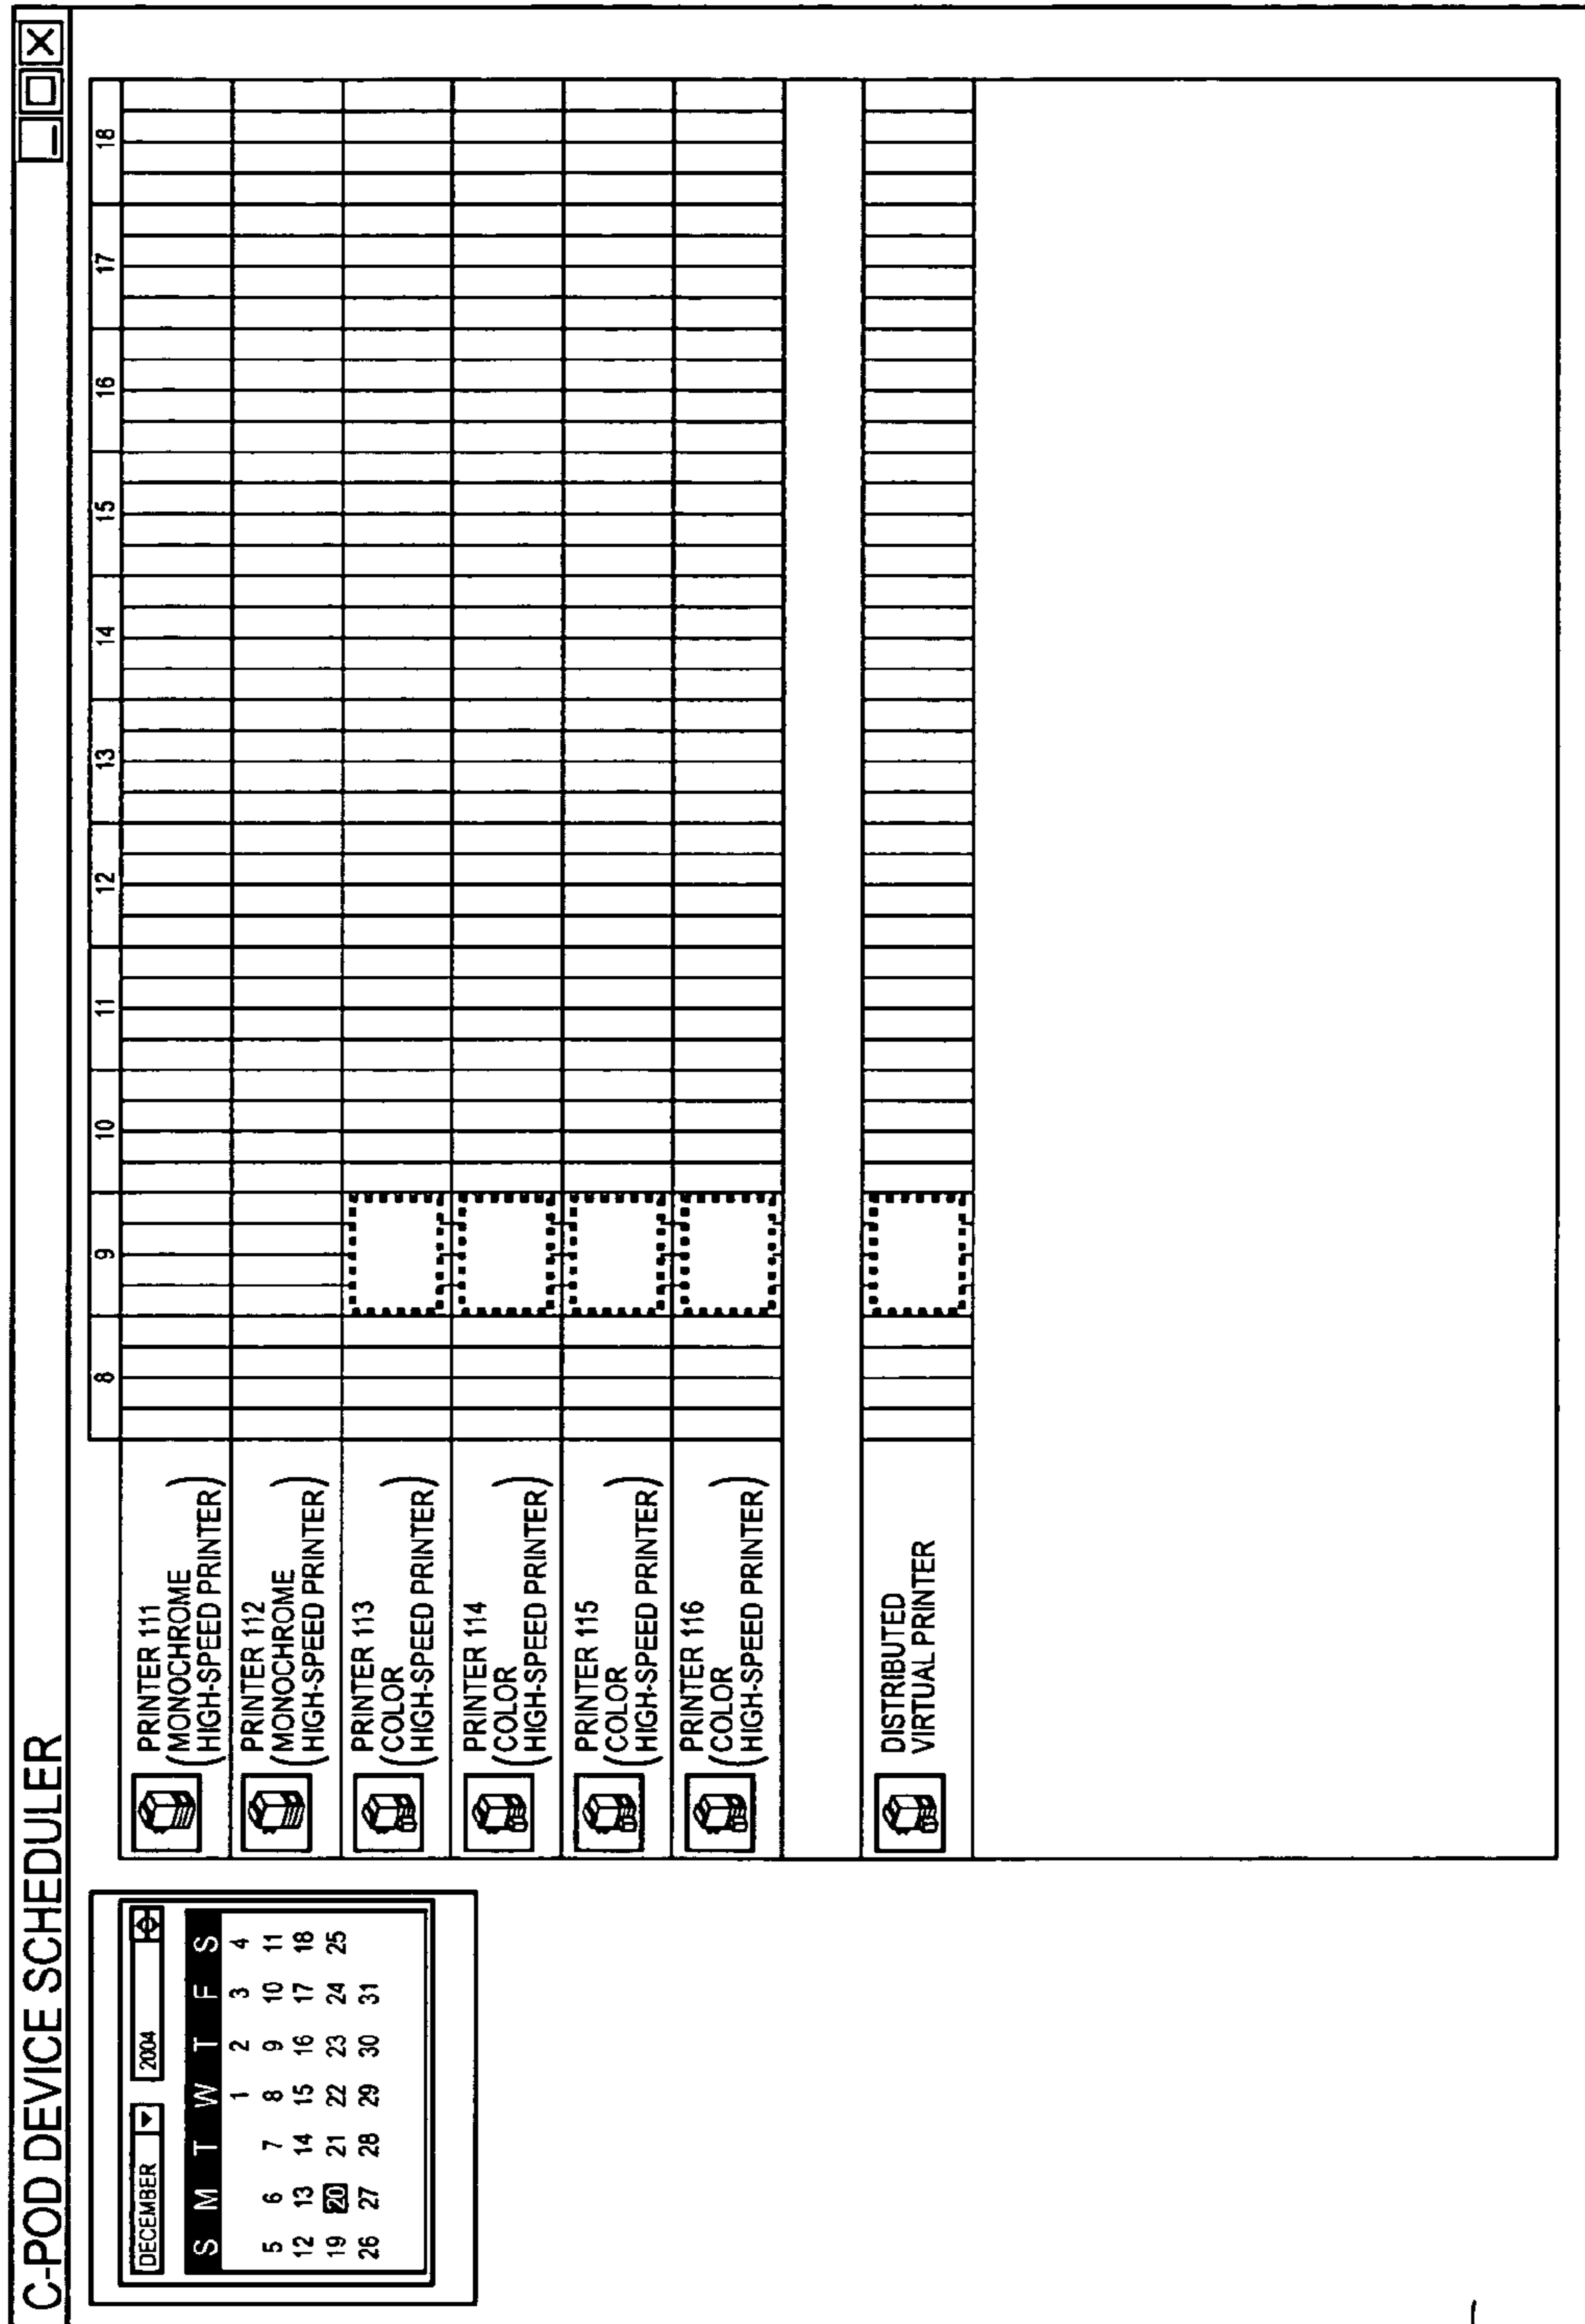 C-POD DEVICE SCHEDULER
DECEMBER 2004
S M T W T F S
1 2 3 4
5 6 7 8 9 10 11
12 13 14 15 16 17 18
19 20 21 22 23 24 25
26 27 28 29 30 31
8 9 10 11 12 13 14 15 16 17 18
PRINTER 111
(MONOCHROME
HIGH-SPEED PRINTER)
PRINTER 112
(MONOCHROME
HIGH-SPEED PRINTER)
PRINTER 113
(COLOR
HIGH-SPEED PRINTER)
PRINTER 114
(COLOR
HIGH-SPEED PRINTER)
PRINTER 115
(COLOR
HIGH-SPEED PRINTER)
PRINTER 116
(COLOR
HIGH-SPEED PRINTER)
DISTRIBUTED
VIRTUAL PRINTER